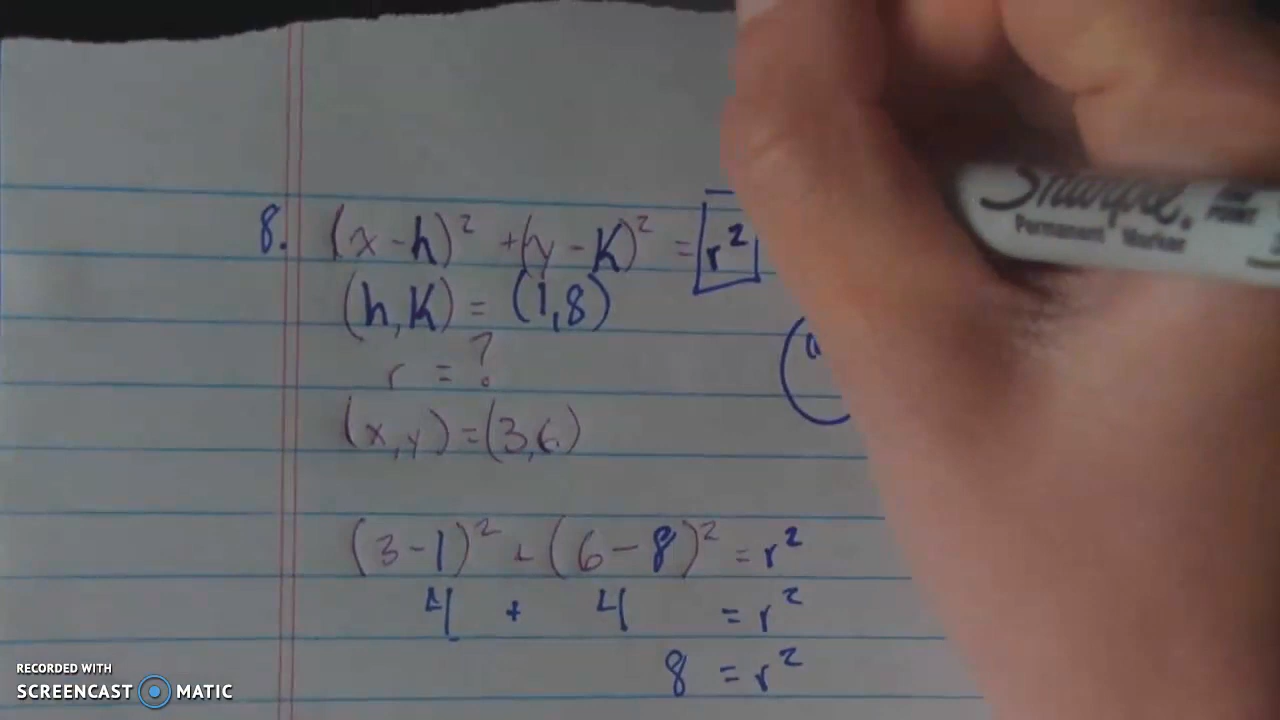 8. (x - h)² + (y - K)² = r²
(h, K) = (1, 8)
r = ?
(x, y) = (3, 6)
(3 - 1)² + (6 - 8)² = r²
4 + 4 = r²
8 = r²
Sharpie.
Permanent Marker
POINT
RECORDED WITH
SCREENCAST MATIC